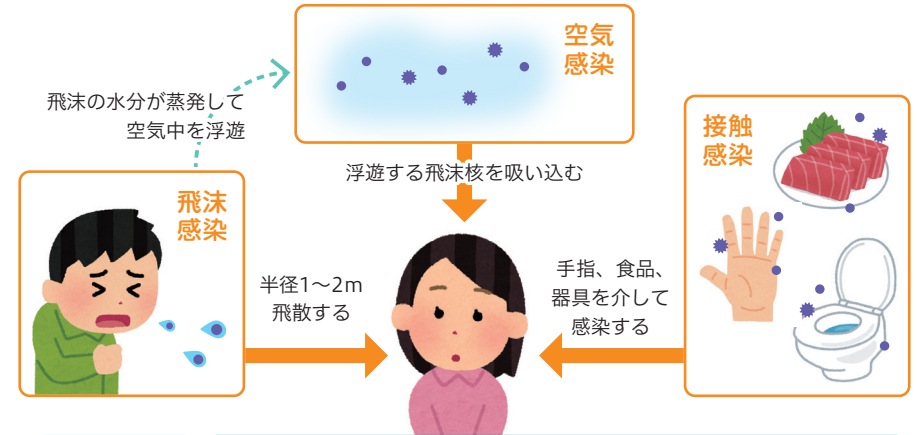 空気
感染
飛沫の水分が蒸発して
空気中を浮遊
浮遊する飛沫核を吸い込む
飛沫
感染
半径1〜2m
飛散する
接触
感染
手指、食品、
器具を介して
感染する